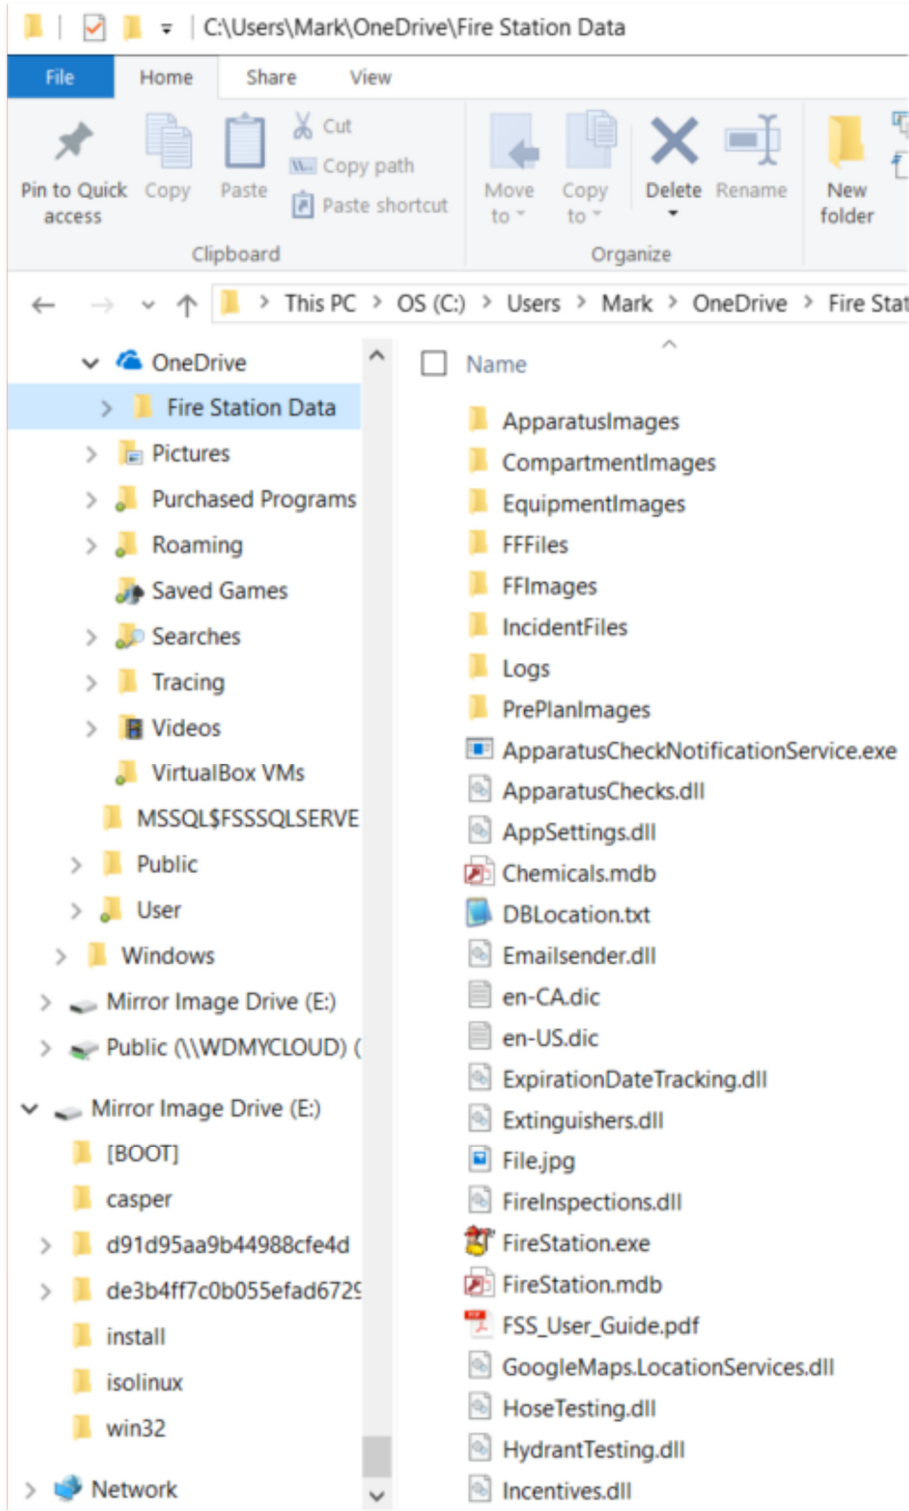 C:\Users\Mark\OneDrive\Fire Station Data
File Home Share View
Pin to Quick access
Copy
Paste
Cut
Copy path
Paste shortcut
Move to
Copy to
Delete
Rename
New folder
Clipboard
Organize
This PC > OS (C:) > Users > Mark > OneDrive > Fire Stat
OneDrive
Fire Station Data
Pictures
Purchased Programs
Roaming
Saved Games
Searches
Tracing
Videos
VirtualBox VMs
MSSQL$FSSSQLSERVE
Public
User
Windows
Mirror Image Drive (E:)
Public (\\WDMYCLOUD) (
Mirror Image Drive (E:)
[BOOT]
casper
d91d95aa9b44988cfe4d
de3b4ff7c0b055efad6729
install
isolinux
win32
Network
Name
ApparatusImages
CompartmentImages
EquipmentImages
FFFiles
FFImages
IncidentFiles
Logs
PrePlanImages
ApparatusCheckNotificationService.exe
ApparatusChecks.dll
AppSettings.dll
Chemicals.mdb
DBLocation.txt
Emailsender.dll
en-CA.dic
en-US.dic
ExpirationDateTracking.dll
Extinguishers.dll
File.jpg
FireInspections.dll
FireStation.exe
FireStation.mdb
FSS_User_Guide.pdf
GoogleMaps.LocationServices.dll
HoseTesting.dll
HydrantTesting.dll
Incentives.dll